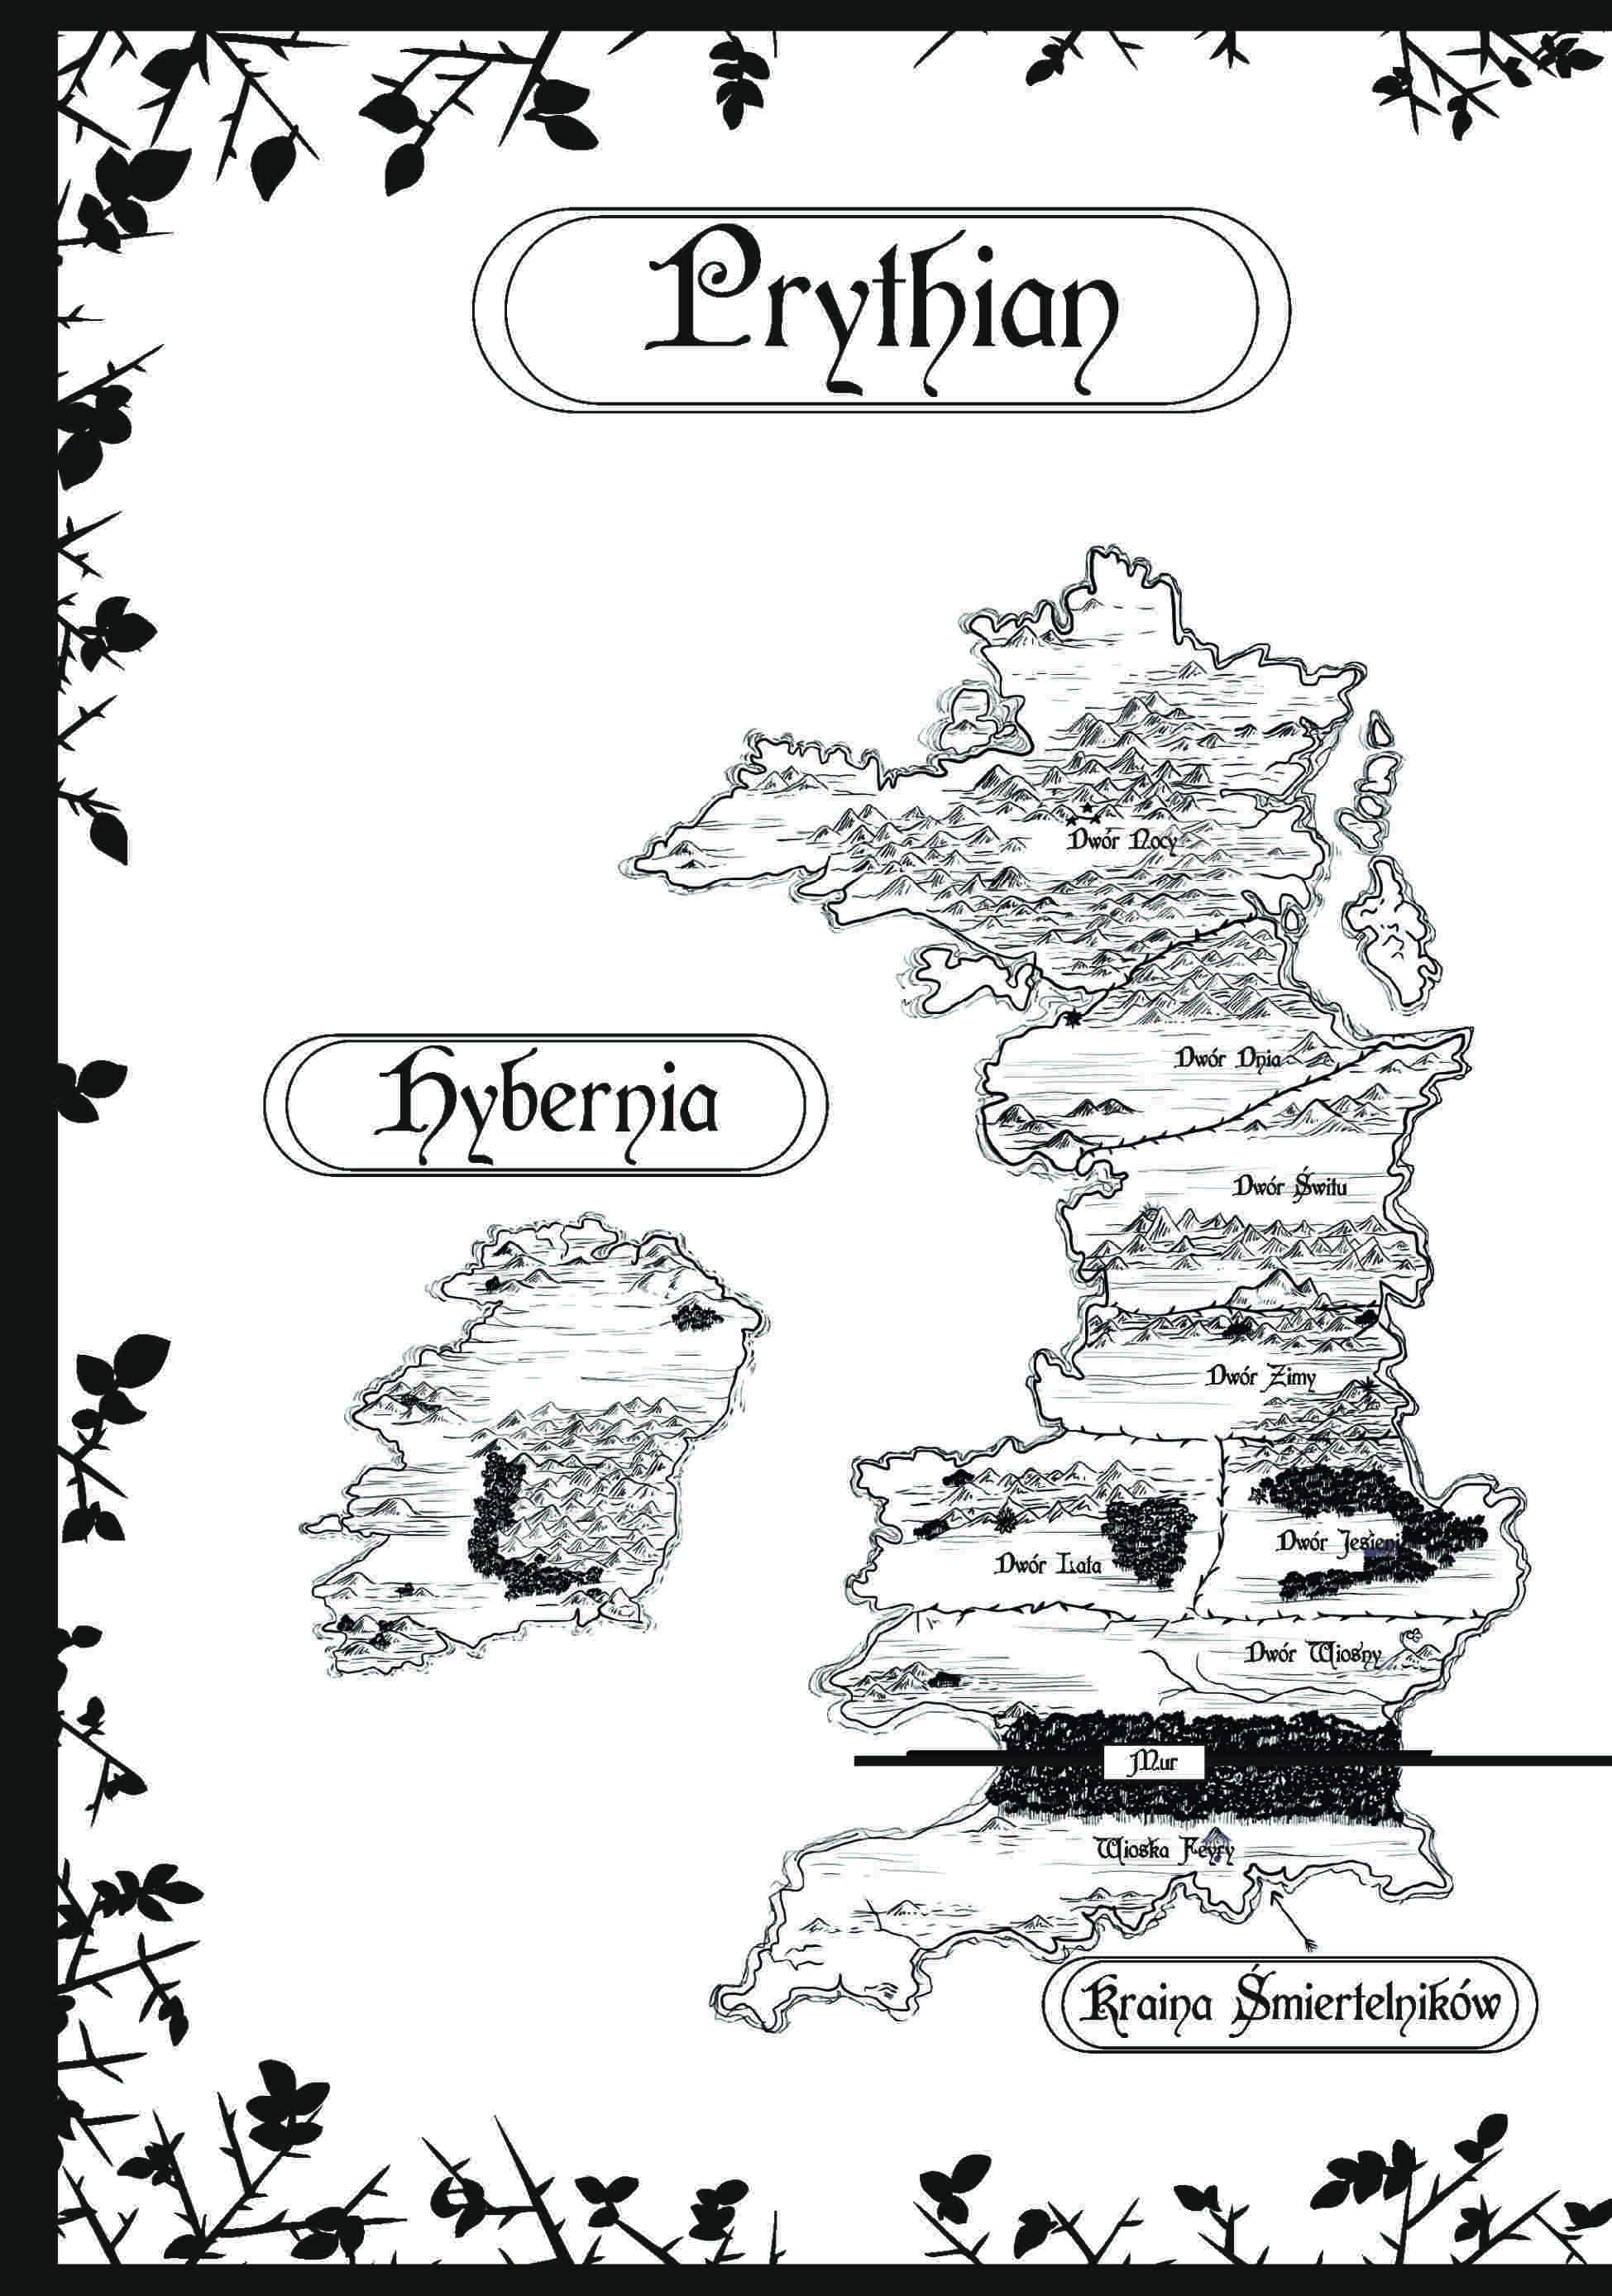 Prythian
Dwór Nocy
Hybernia
Dwór Dnia
Dwór Świtu
Dwór Zimy
Dwór Jesieni
Dwór Lata
Dwór Wiosny
Mur
Wioska Feyry
Kraina Śmiertelników